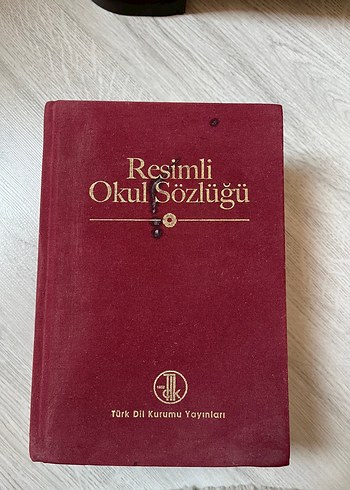 Resimli
Okul Sözlüğü
Türk Dil Kurumu Yayınları